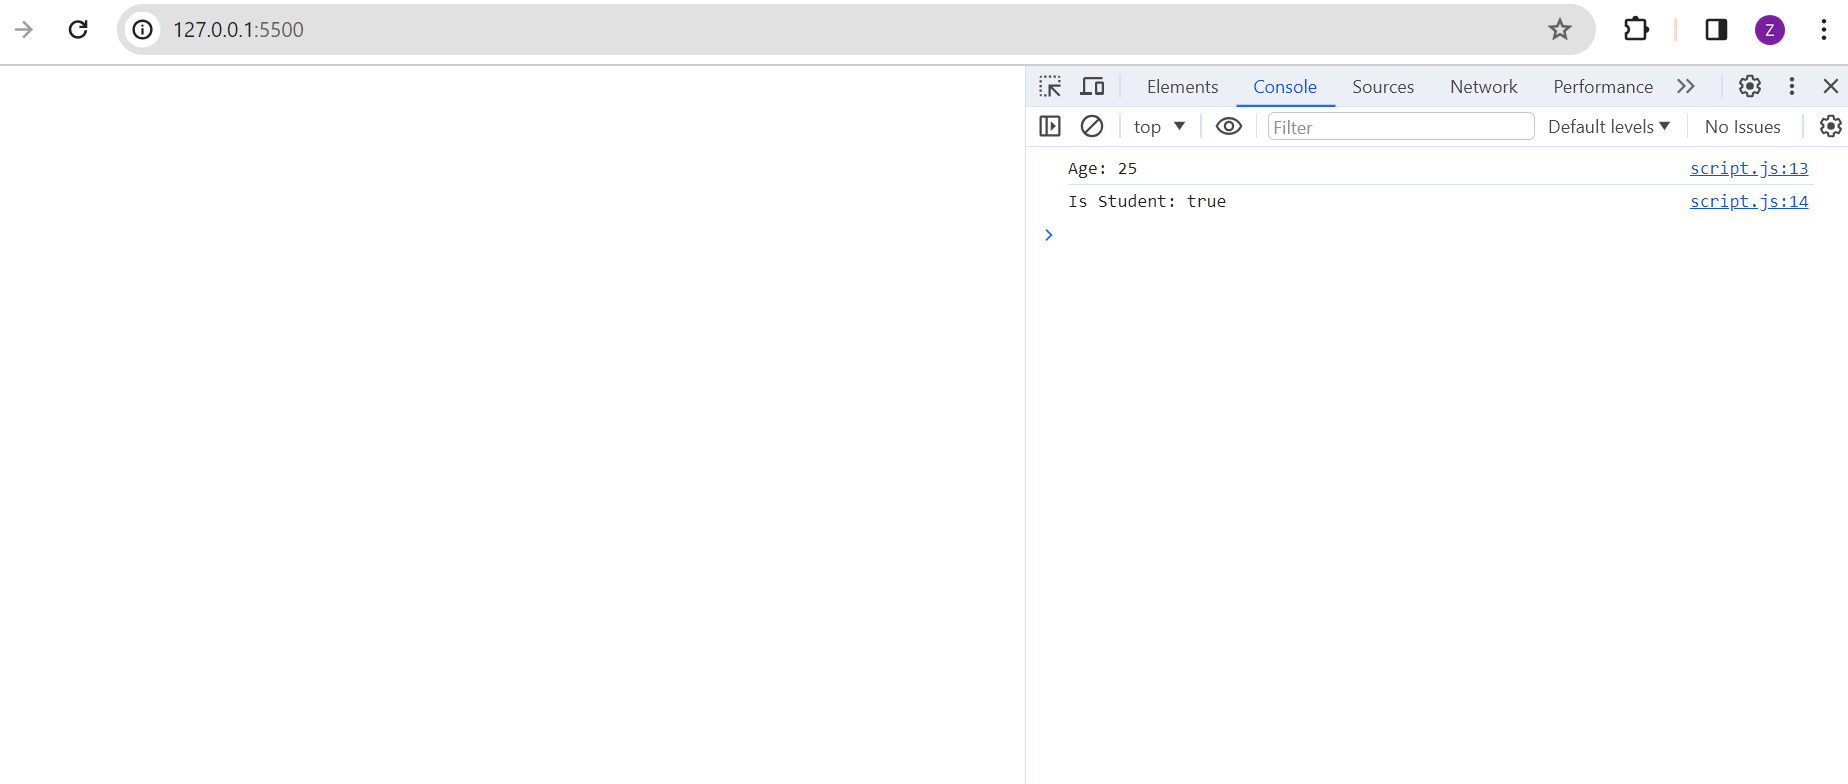 127.0.0.1:5500
Z
Elements Console Sources Network Performance
top Filter Default levels No Issues
Age: 25 script.js:13
Is Student: true script.js:14